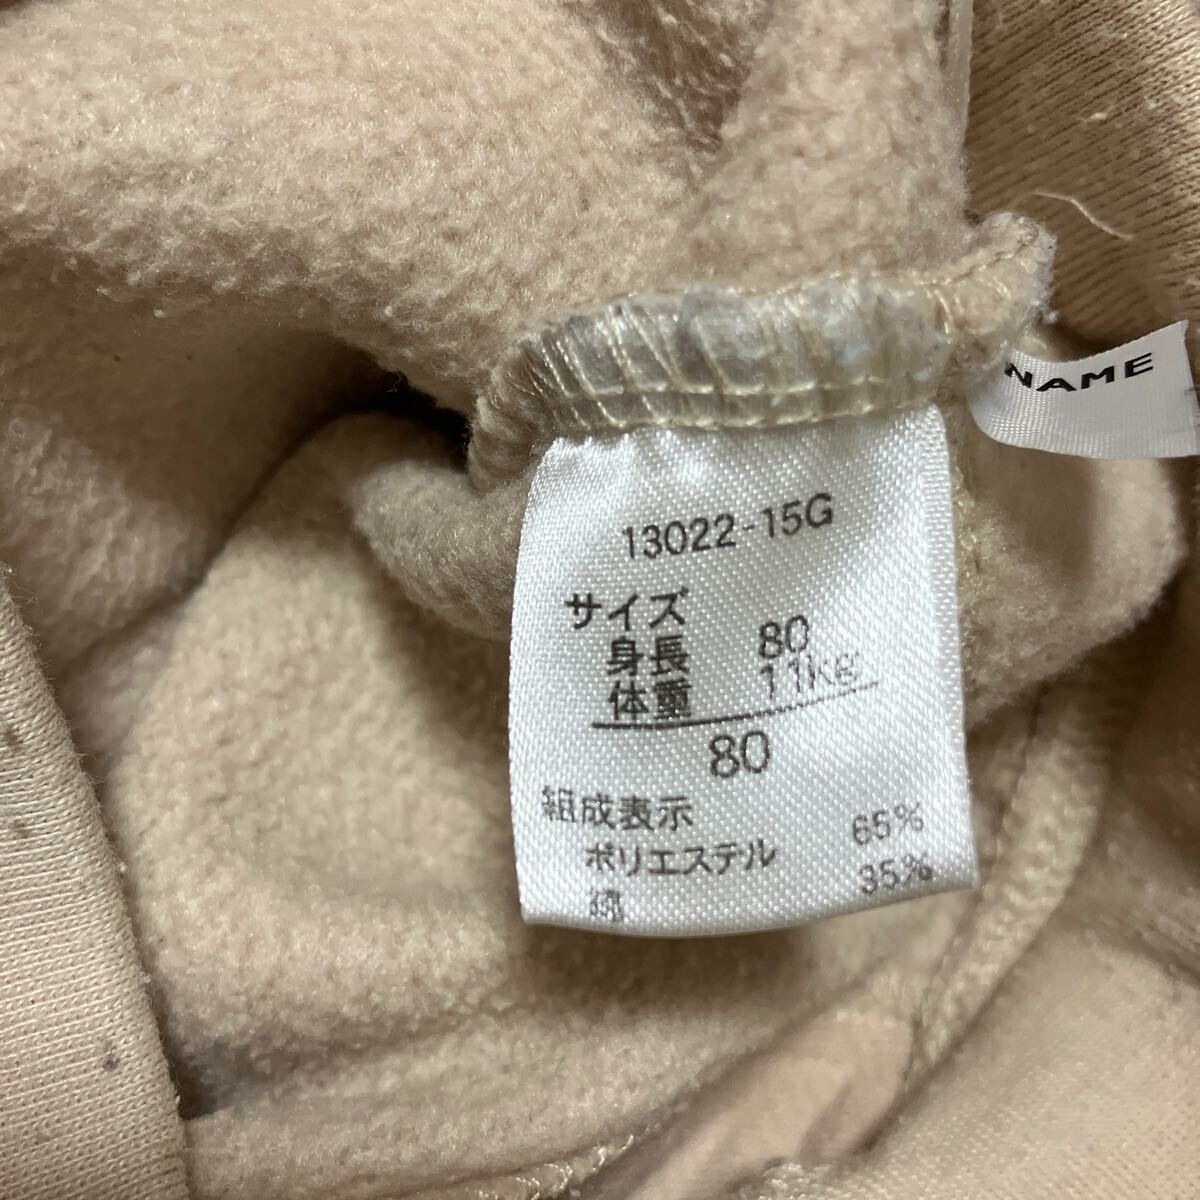 NAME
13022-15G
サイズ
身長 80
体重 11kg
80
組成表示
ポリエステル 65%
綿 35%